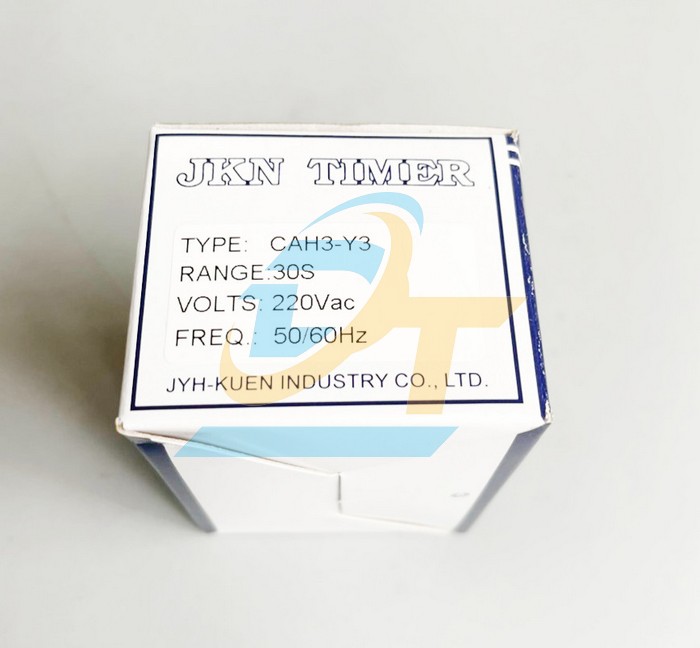 JKN TIMER
TYPE: CAH3-Y3
RANGE:30S
VOLTS: 220Vac
FREQ.: 50/60Hz
JYH-KUEN INDUSTRY CO., LTD.